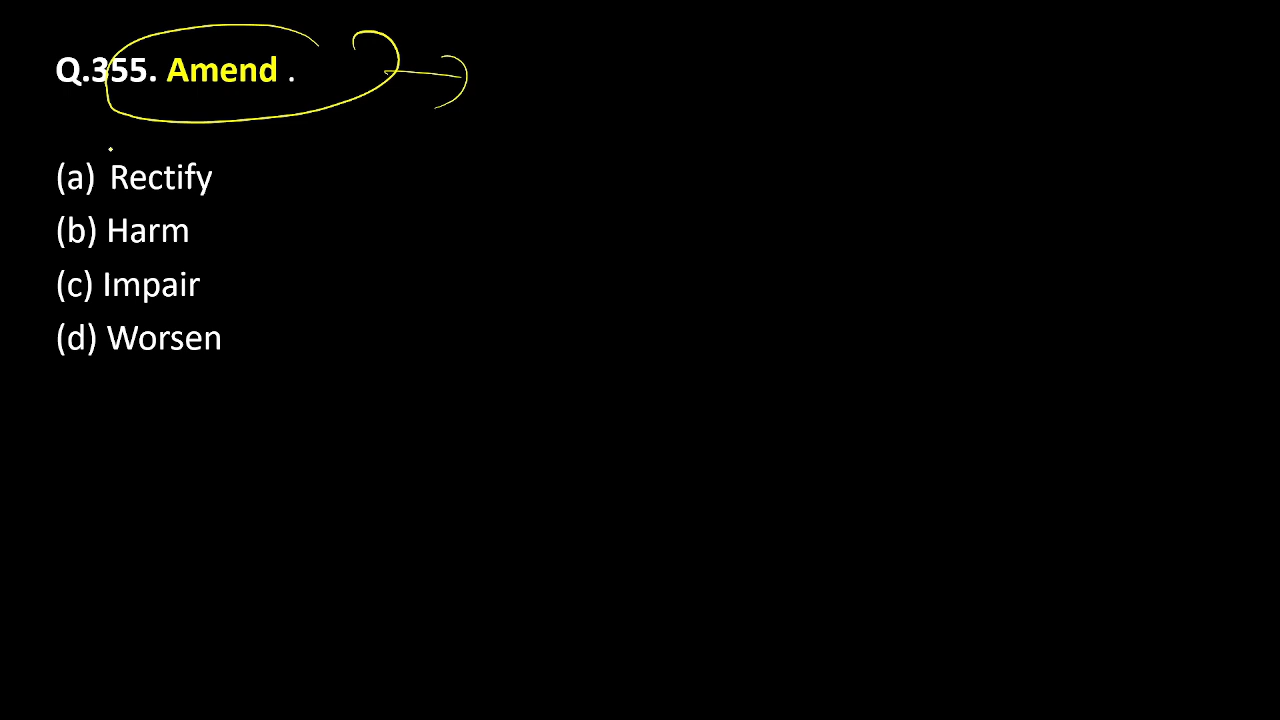 Q.355. Amend .
(a) Rectify
(b) Harm
(c) Impair
(d) Worsen